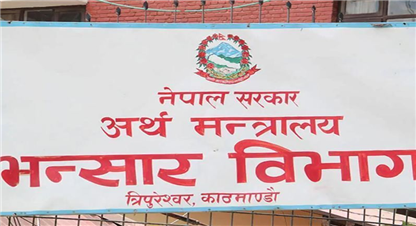 नेपाल सरकार
अर्थ मन्त्रालय
भन्सार विभाग
त्रिपुरेश्वर, काठमाण्डौ